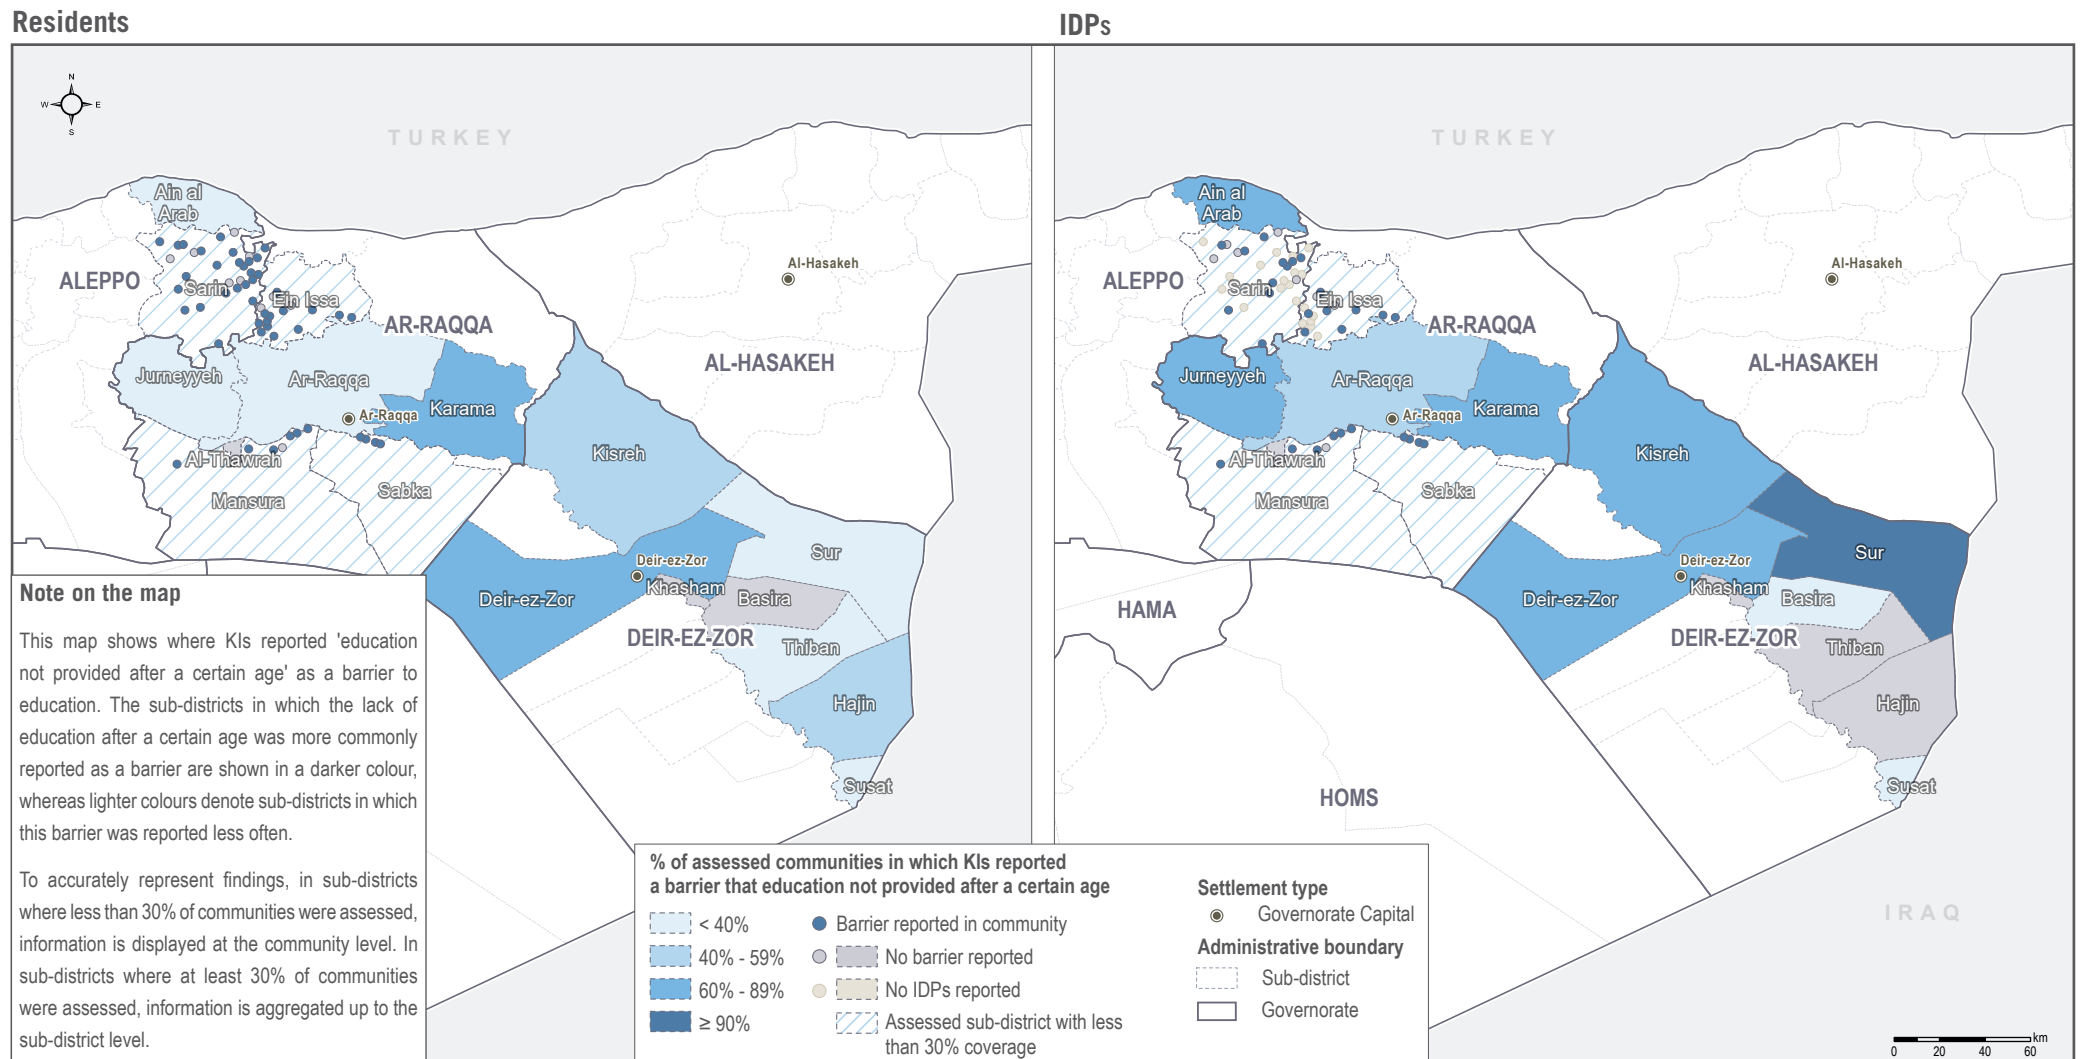 Residents
N
W
E
S
TURKEY
Ain al
Arab
ALEPPO
Sarin
Ein Issa
AR-RAQQA
Al-Hasakeh
AL-HASAKEH
Jurneyyeh
Ar-Raqqa
Ar-Raqqa
Karama
Kisreh
Al-Thawrah
Mansura
Sabka
Deir-ez-Zor
Deir-ez-Zor
Khasham
Sur
Basira
DEIR-EZ-ZOR
Thiban
Hajin
Susat
Note on the map
This map shows where KIs reported 'education
not provided after a certain age' as a barrier to
education. The sub-districts in which the lack of
education after a certain age was more commonly
reported as a barrier are shown in a darker colour,
whereas lighter colours denote sub-districts in which
this barrier was reported less often.
To accurately represent findings, in sub-districts
where less than 30% of communities were assessed,
information is displayed at the community level. In
sub-districts where at least 30% of communities
were assessed, information is aggregated up to the
sub-district level.
IDPs
TURKEY
Ain al
Arab
ALEPPO
Sarin
Ein Issa
AR-RAQQA
Al-Hasakeh
AL-HASAKEH
Jurneyyeh
Ar-Raqqa
Ar-Raqqa
Karama
Kisreh
Al-Thawrah
Mansura
Sabka
Deir-ez-Zor
Deir-ez-Zor
Khasham
Sur
Basira
HAMA
DEIR-EZ-ZOR
Thiban
Hajin
Susat
HOMS
IRAQ
% of assessed communities in which KIs reported
a barrier that education not provided after a certain age
< 40%
40% - 59%
60% - 89%
≥ 90%
Barrier reported in community
No barrier reported
No IDPs reported
Assessed sub-district with less
than 30% coverage
Settlement type
Governorate Capital
Administrative boundary
Sub-district
Governorate
km
0 20 40 60